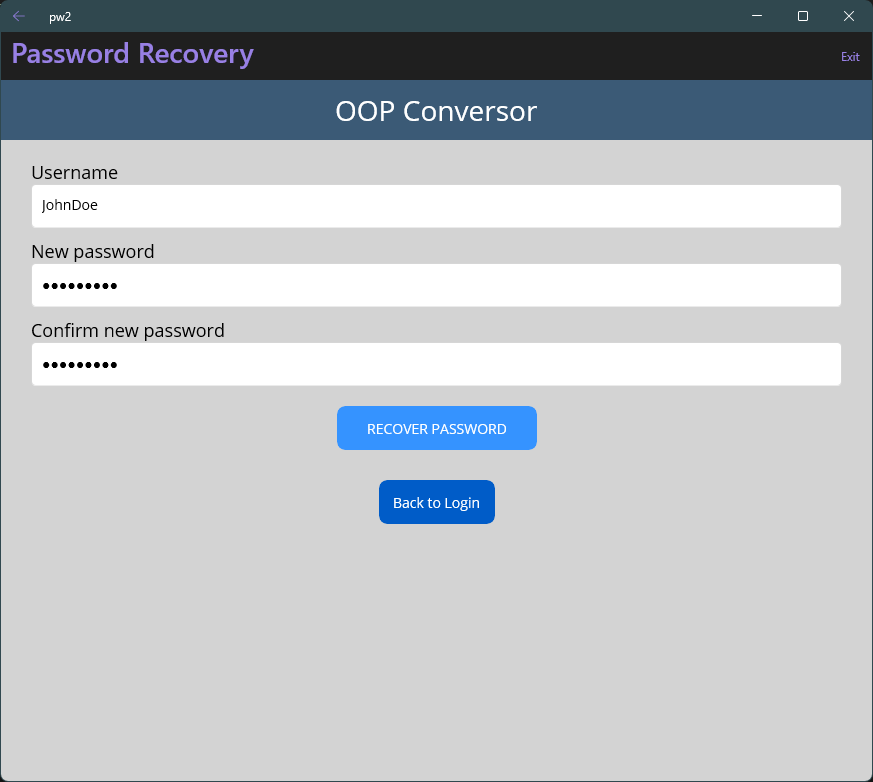 pw2
Password Recovery
Exit
OOP Conversor
Username
JohnDoe
New password
•••••••••
Confirm new password
•••••••••
RECOVER PASSWORD
Back to Login